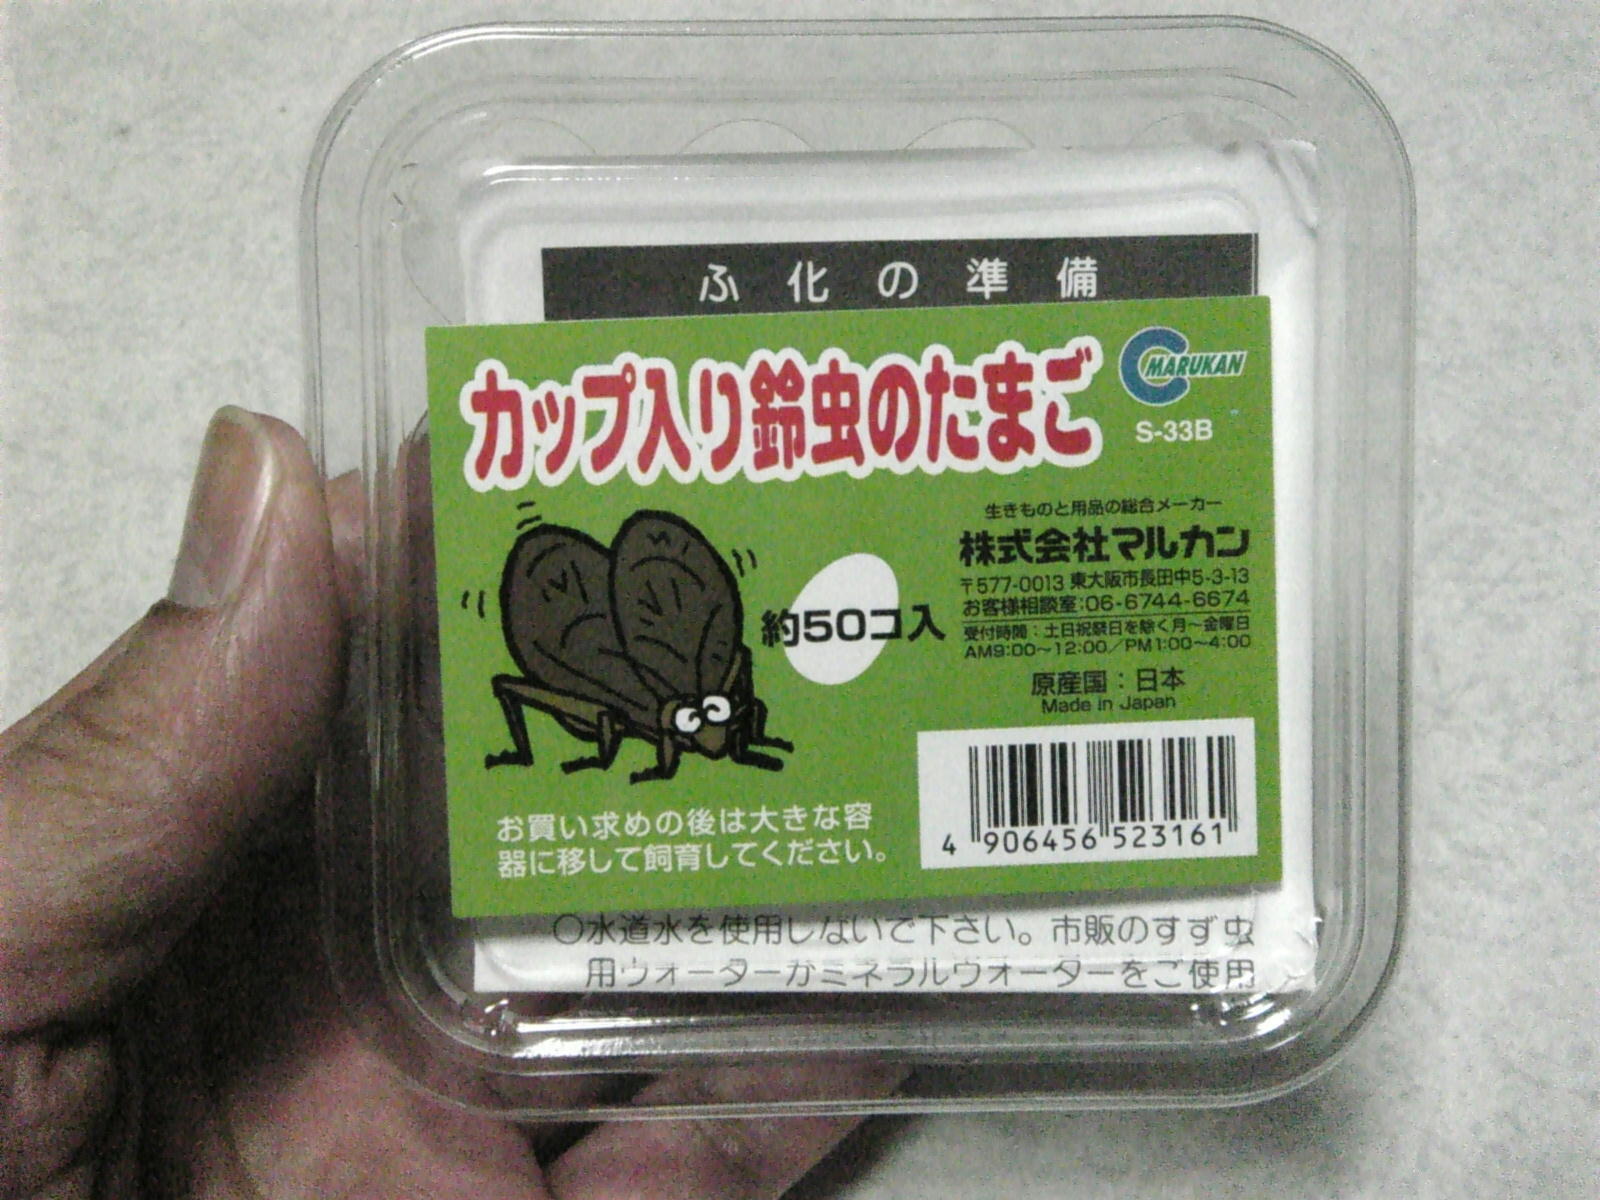 ふ化の準備
カップ入り鈴虫のたまご
MARUKAN
S-33B
生きものと用品の総合メーカー
株式会社マルカン
〒577-0013 東大阪市長田中5-3-13
お客様相談室:06-6744-6674
受付時間:土日祝祭日を除く月~金曜日
AM9:00~12:00/PM1:00~4:00
約50コ入
原産国:日本
Made in Japan
お買い求めの後は大きな容
器に移して飼育してください。
4 906456 523161
○水道水を使用しないで下さい。市販のすず虫
用ウォーターかミネラルウォーターをご使用